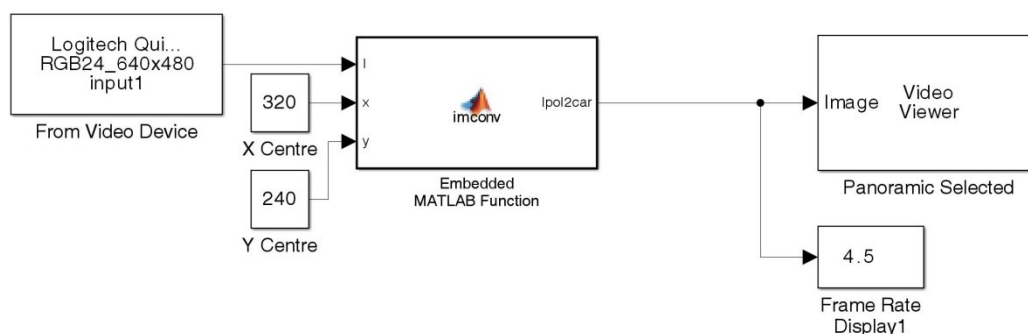 Logitech Qui...
RGB24_640x480
input1
From Video Device
320
X Centre
240
Y Centre
I
x
y
imconv
Ipol2car
Embedded
MATLAB Function
Image
Video
Viewer
Panoramic Selected
4.5
Frame Rate
Display1